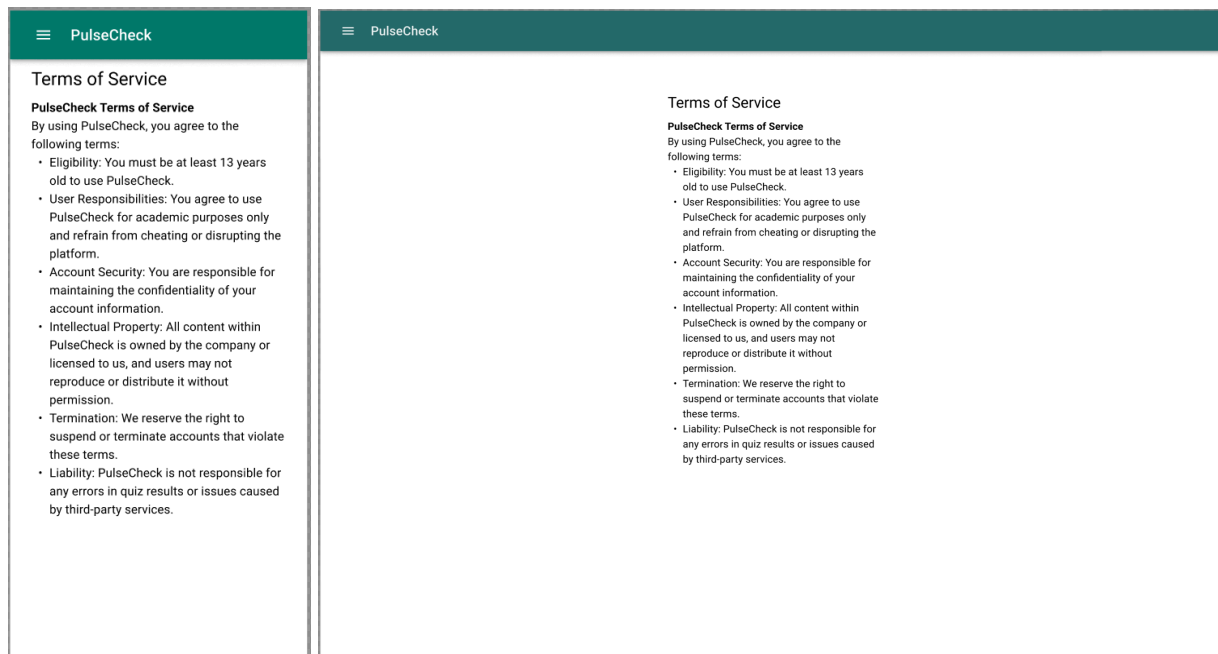 PulseCheck
Terms of Service
PulseCheck Terms of Service
By using PulseCheck, you agree to the
following terms:
• Eligibility: You must be at least 13 years
old to use PulseCheck.
• User Responsibilities: You agree to use
PulseCheck for academic purposes only
and refrain from cheating or disrupting the
platform.
• Account Security: You are responsible for
maintaining the confidentiality of your
account information.
• Intellectual Property: All content within
PulseCheck is owned by the company or
licensed to us, and users may not
reproduce or distribute it without
permission.
• Termination: We reserve the right to
suspend or terminate accounts that violate
these terms.
• Liability: PulseCheck is not responsible for
any errors in quiz results or issues caused
by third-party services.
PulseCheck
Terms of Service
PulseCheck Terms of Service
By using PulseCheck, you agree to the
following terms:
• Eligibility: You must be at least 13 years
old to use PulseCheck.
• User Responsibilities: You agree to use
PulseCheck for academic purposes only
and refrain from cheating or disrupting the
platform.
• Account Security: You are responsible for
maintaining the confidentiality of your
account information.
• Intellectual Property: All content within
PulseCheck is owned by the company or
licensed to us, and users may not
reproduce or distribute it without
permission.
• Termination: We reserve the right to
suspend or terminate accounts that violate
these terms.
• Liability: PulseCheck is not responsible for
any errors in quiz results or issues caused
by third-party services.